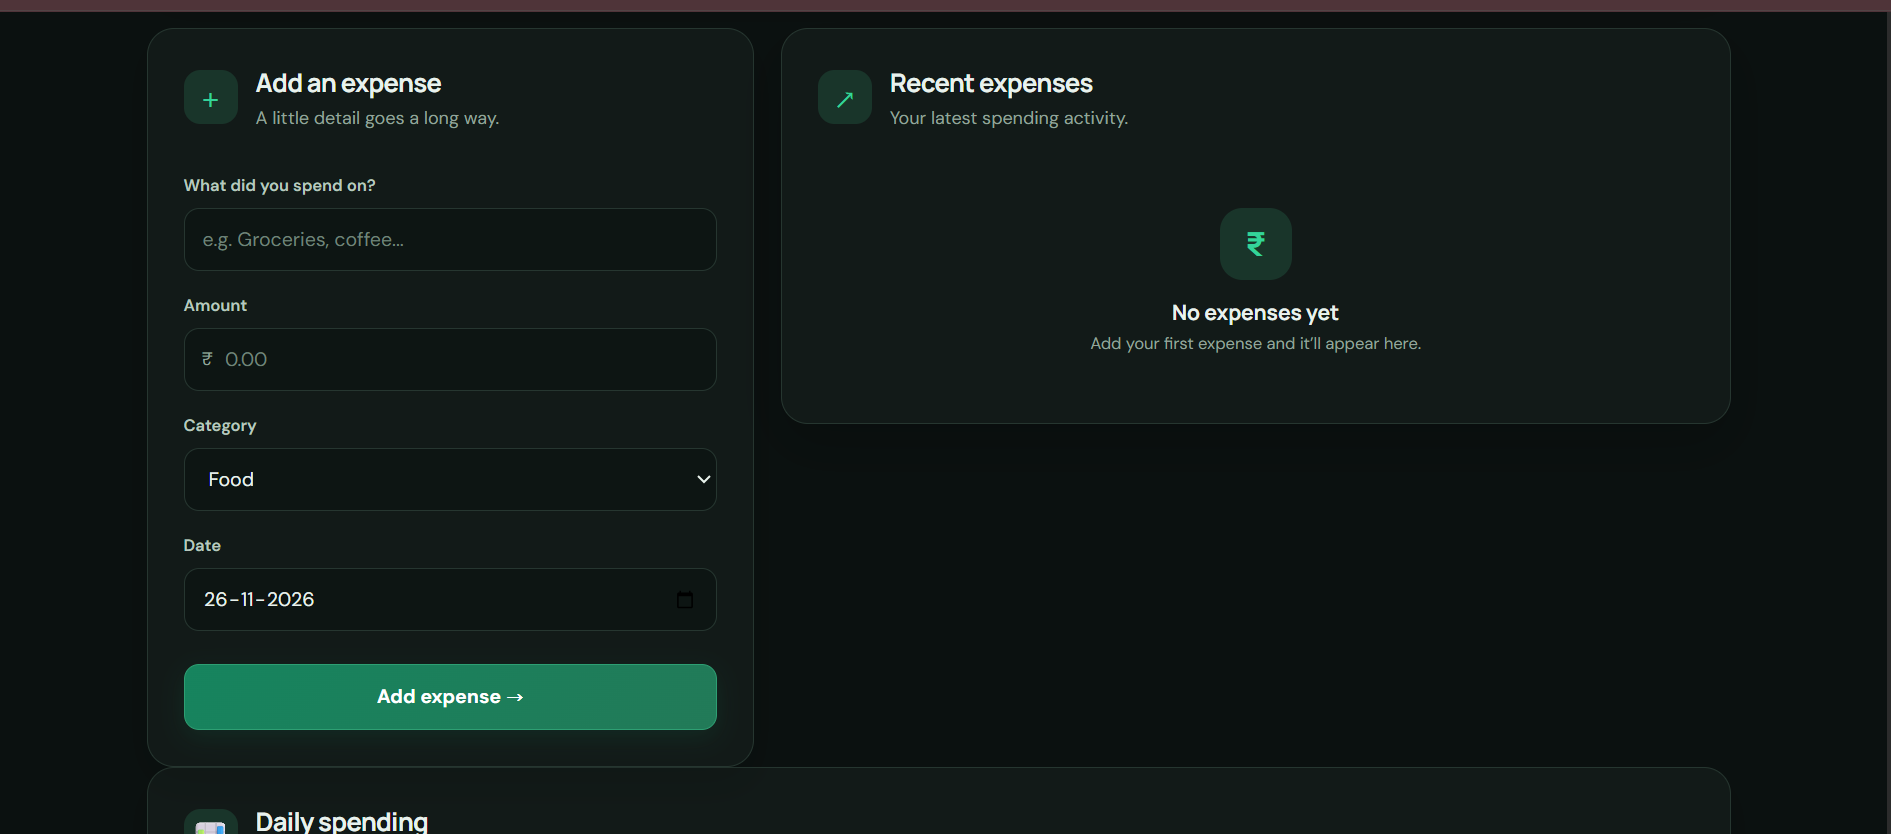 Add an expense
A little detail goes a long way.
What did you spend on?
e.g. Groceries, coffee...
Amount
₹ 0.00
Category
Food
Date
26-11-2026
Add expense →
Recent expenses
Your latest spending activity.
₹
No expenses yet
Add your first expense and it’ll appear here.
Daily spending